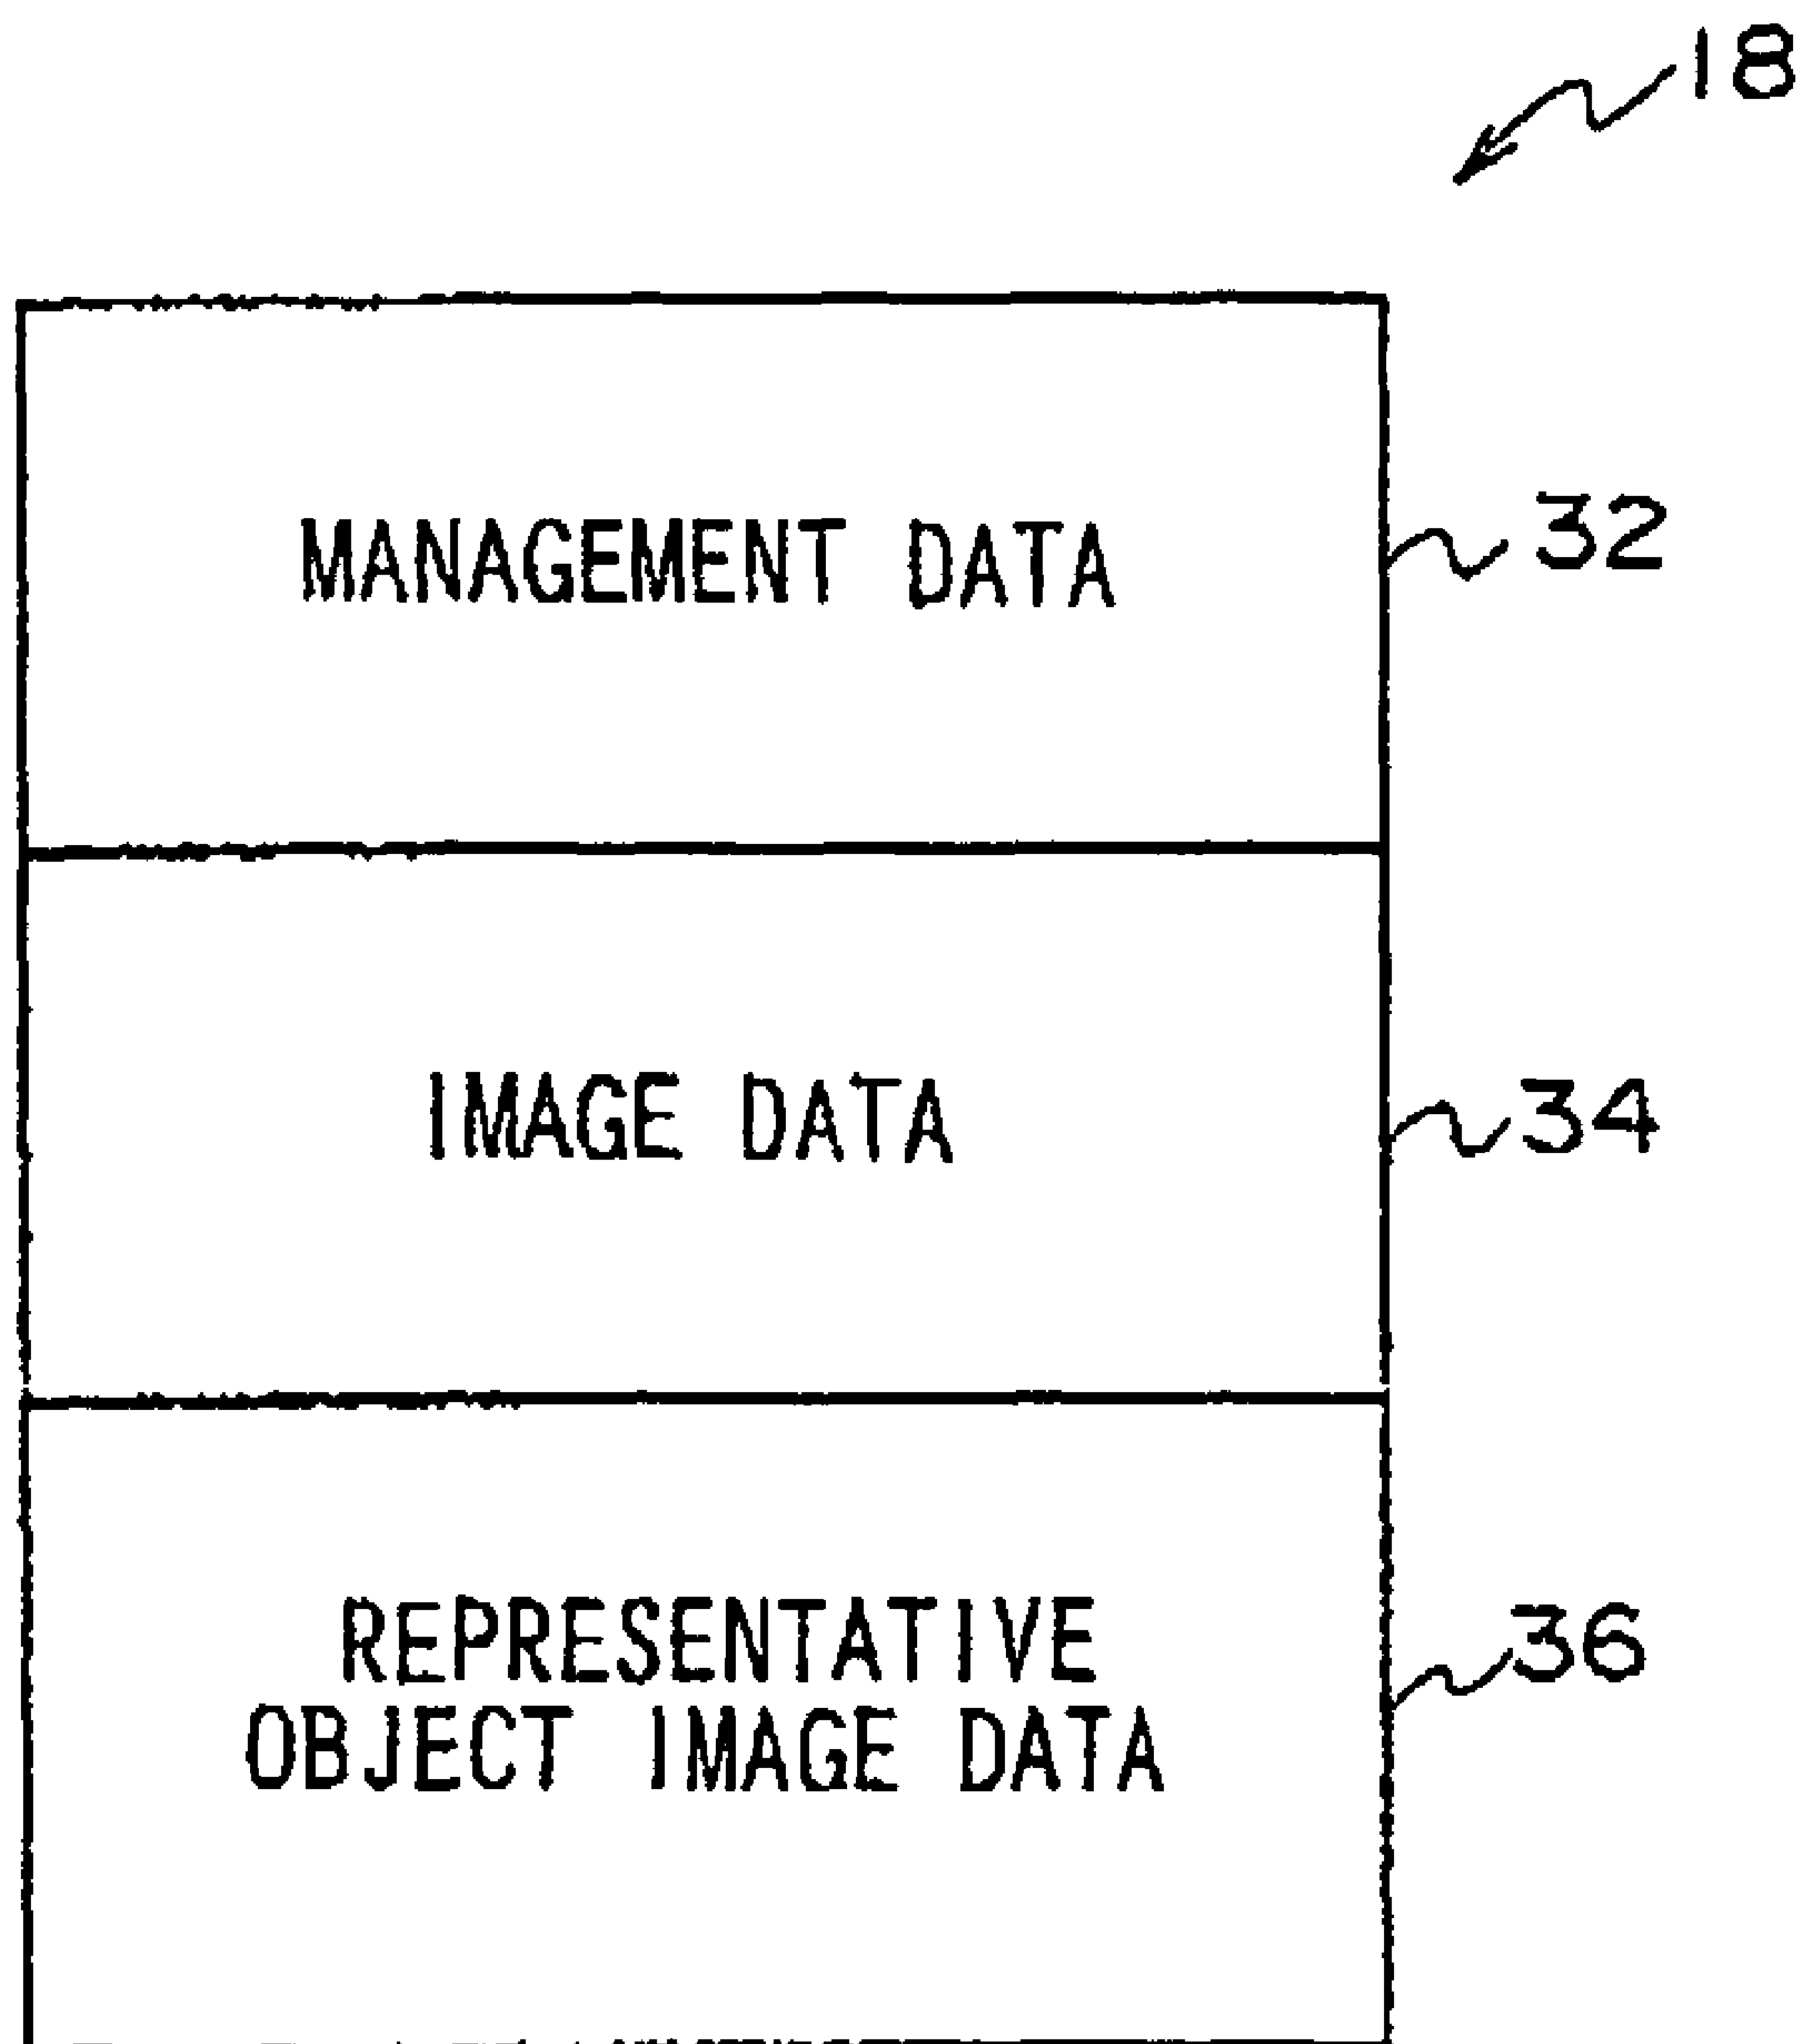 18
MANAGEMENT DATA
32
IMAGE DATA
34
REPRESENTATIVE
OBJECT IMAGE DATA
36